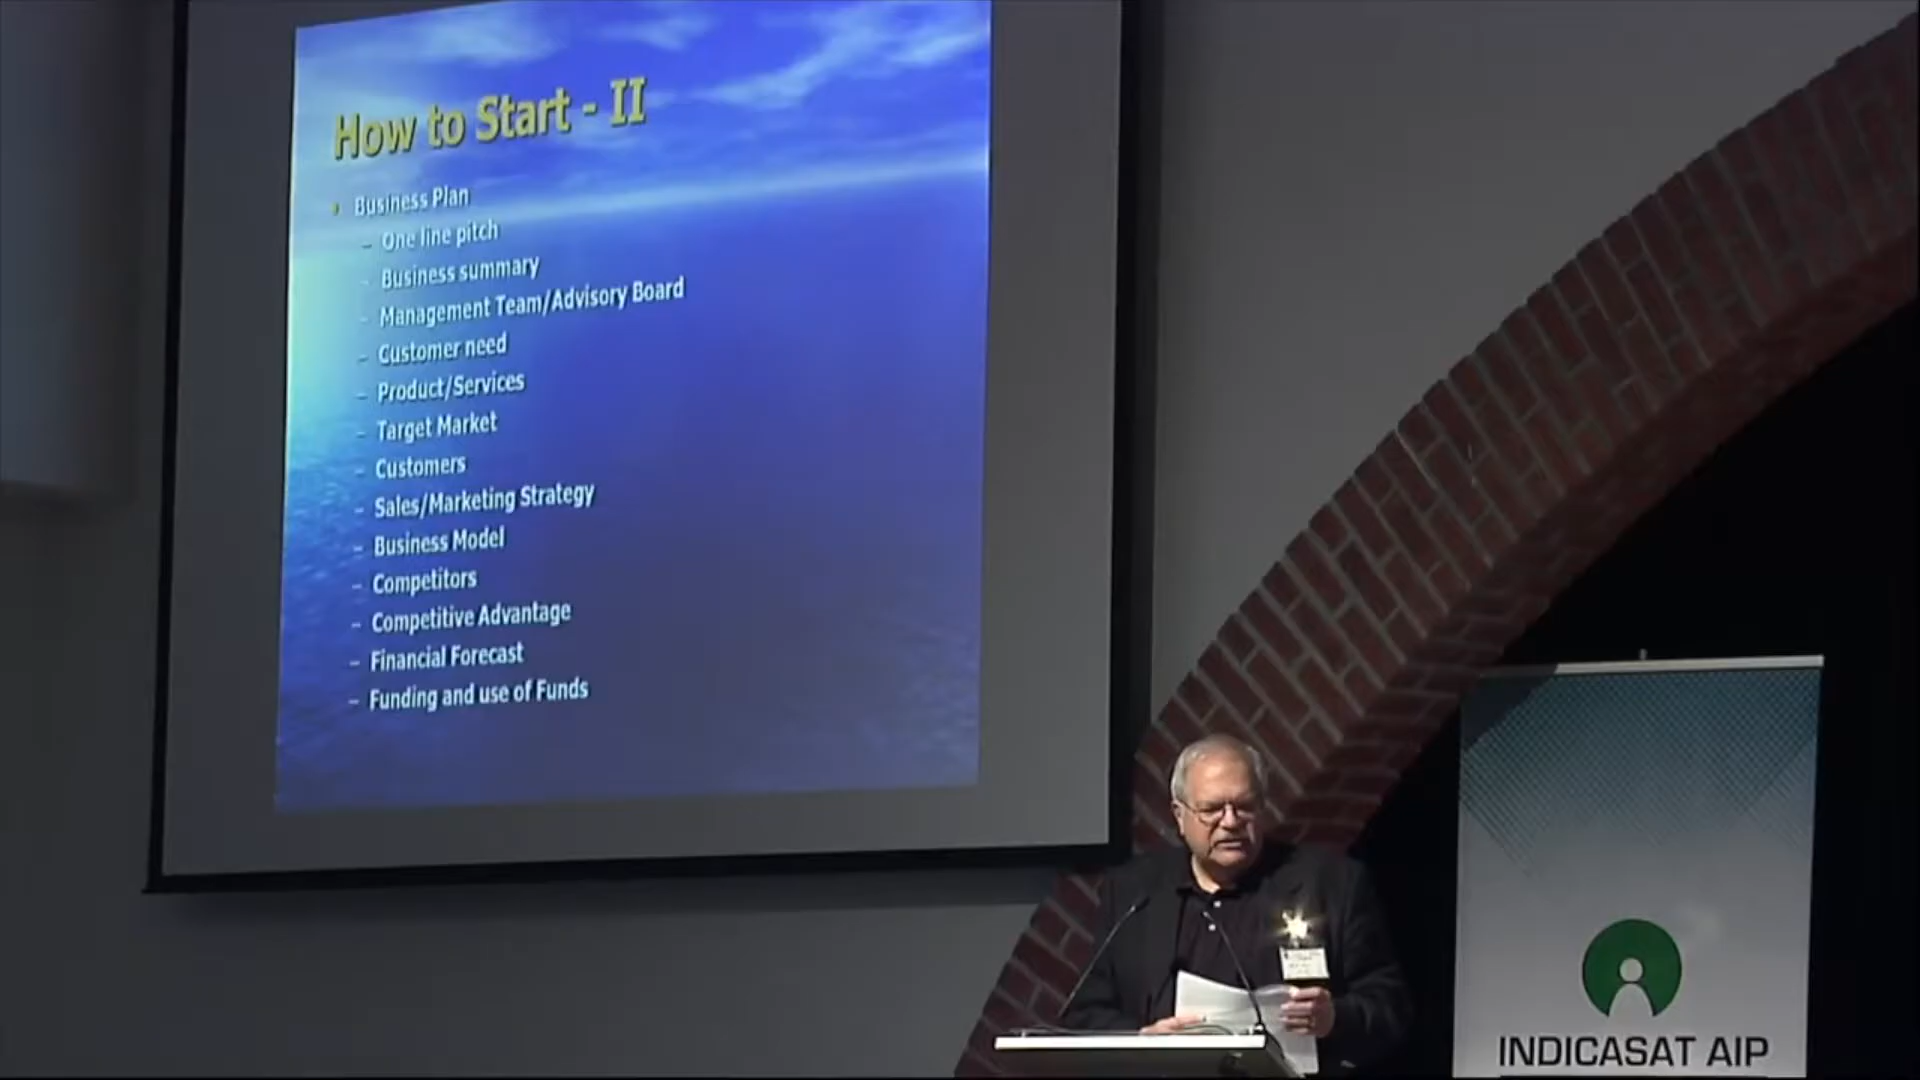 How to Start - II
Business Plan
– One line pitch
– Business summary
– Management Team/Advisory Board
– Customer need
– Product/Services
– Target Market
– Customers
– Sales/Marketing Strategy
– Business Model
– Competitors
– Competitive Advantage
– Financial Forecast
– Funding and use of Funds
INDICASAT AIP